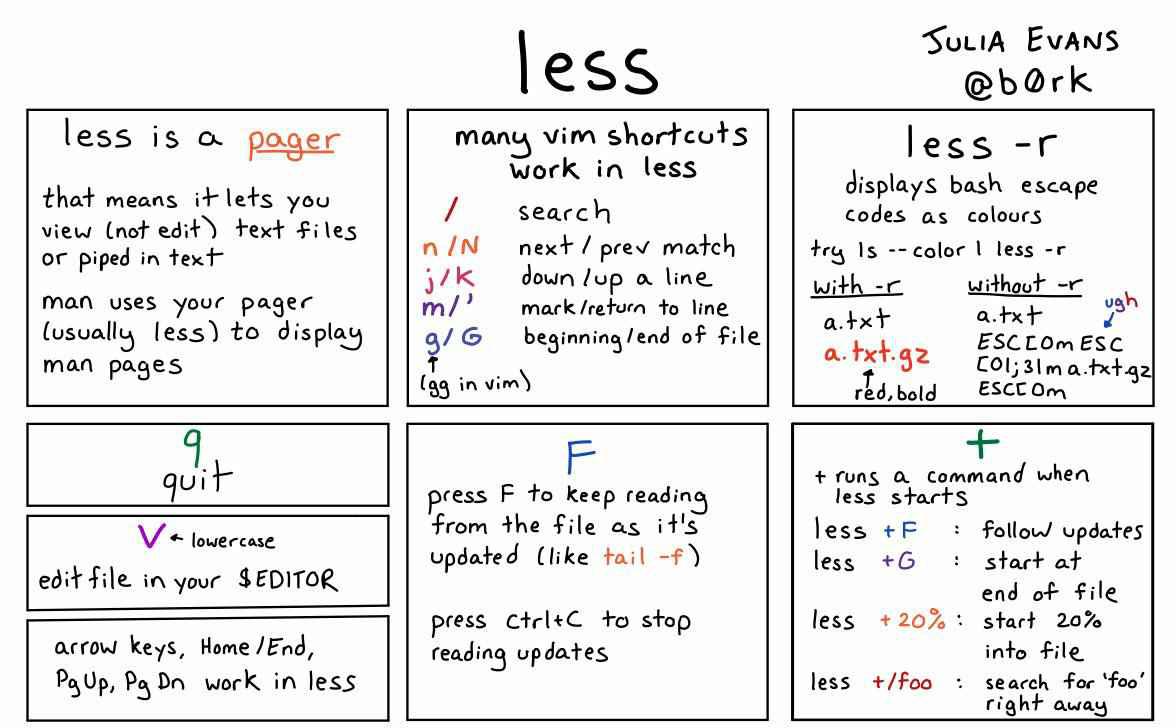 less
JULIA EVANS
@b0rk
less is a pager
that means it lets you
view (not edit) text files
or piped in text
man uses your pager
(usually less) to display
man pages
many vim shortcuts
work in less
/ search
n/N next/prev match
j/K down/up a line
m/' mark/return to line
g/G beginning/end of file
(gg in vim)
less -r
displays bash escape
codes as colours
try ls --color | less -r
with -r
a.txt
a.txt.gz
red, bold
without -r
ugh
a.txt
ESC[0m ESC
[01;31m a.txt.gz
ESC[0m
q
quit
v ← lowercase
edit file in your $EDITOR
arrow keys, Home/End,
PgUp, PgDn work in less
F
press F to keep reading
from the file as it's
updated (like tail -f)
press Ctrl+C to stop
reading updates
+
+ runs a command when
less starts
less +F : follow updates
less +G : start at
end of file
less +20% : start 20%
into file
less +/foo : search for 'foo'
right away